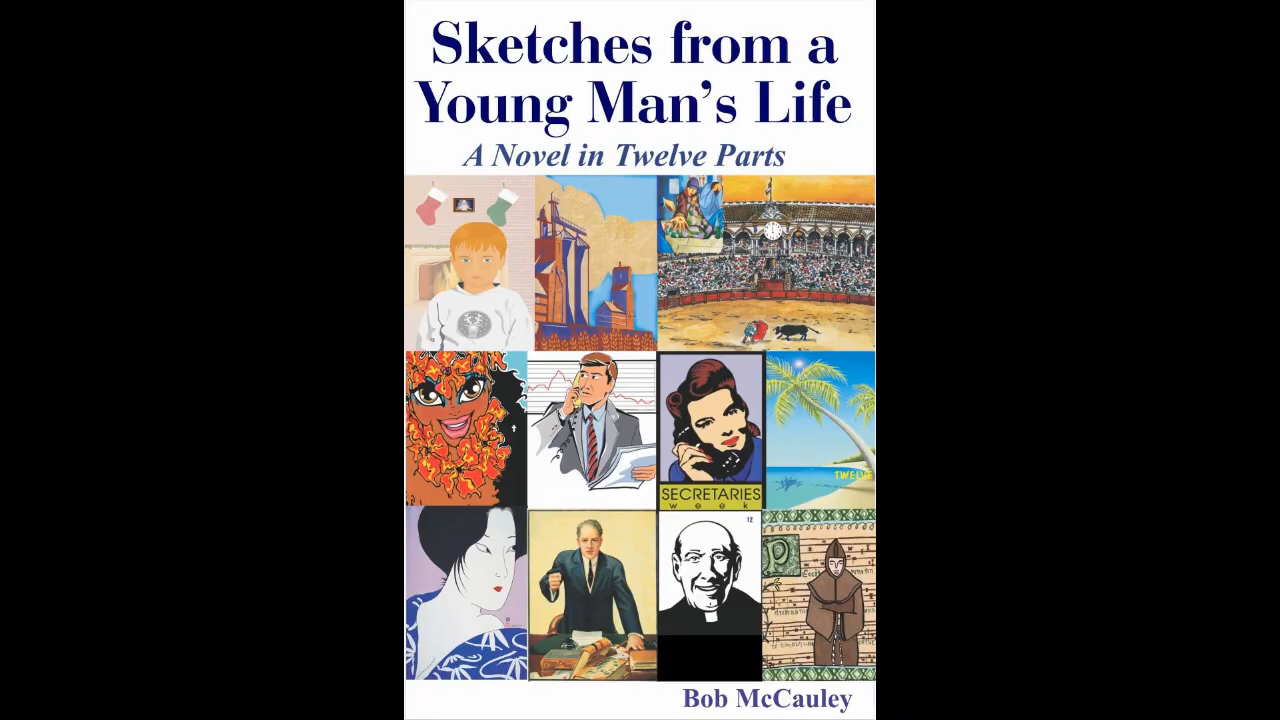 Sketches from a
Young Man's Life
A Novel in Twelve Parts
TWELVE
SECRETARIES
week
12
P
Bob McCauley